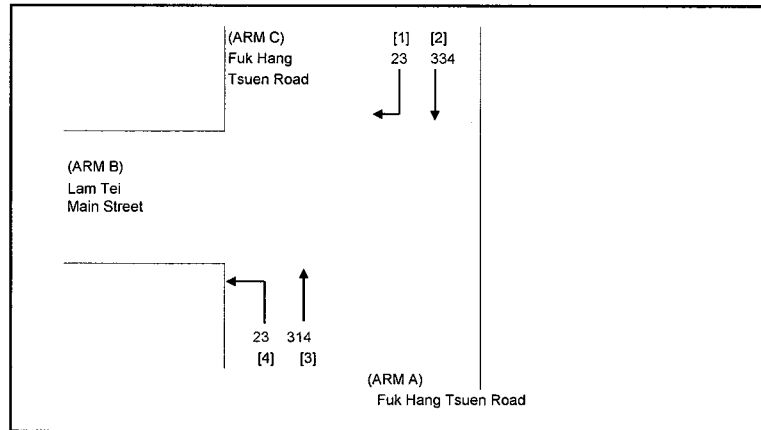 (ARM C) [1] [2]
Fuk Hang 23 334
Tsuen Road
(ARM B)
Lam Tei
Main Street
23 314
[4] [3]
(ARM A)
Fuk Hang Tsuen Road